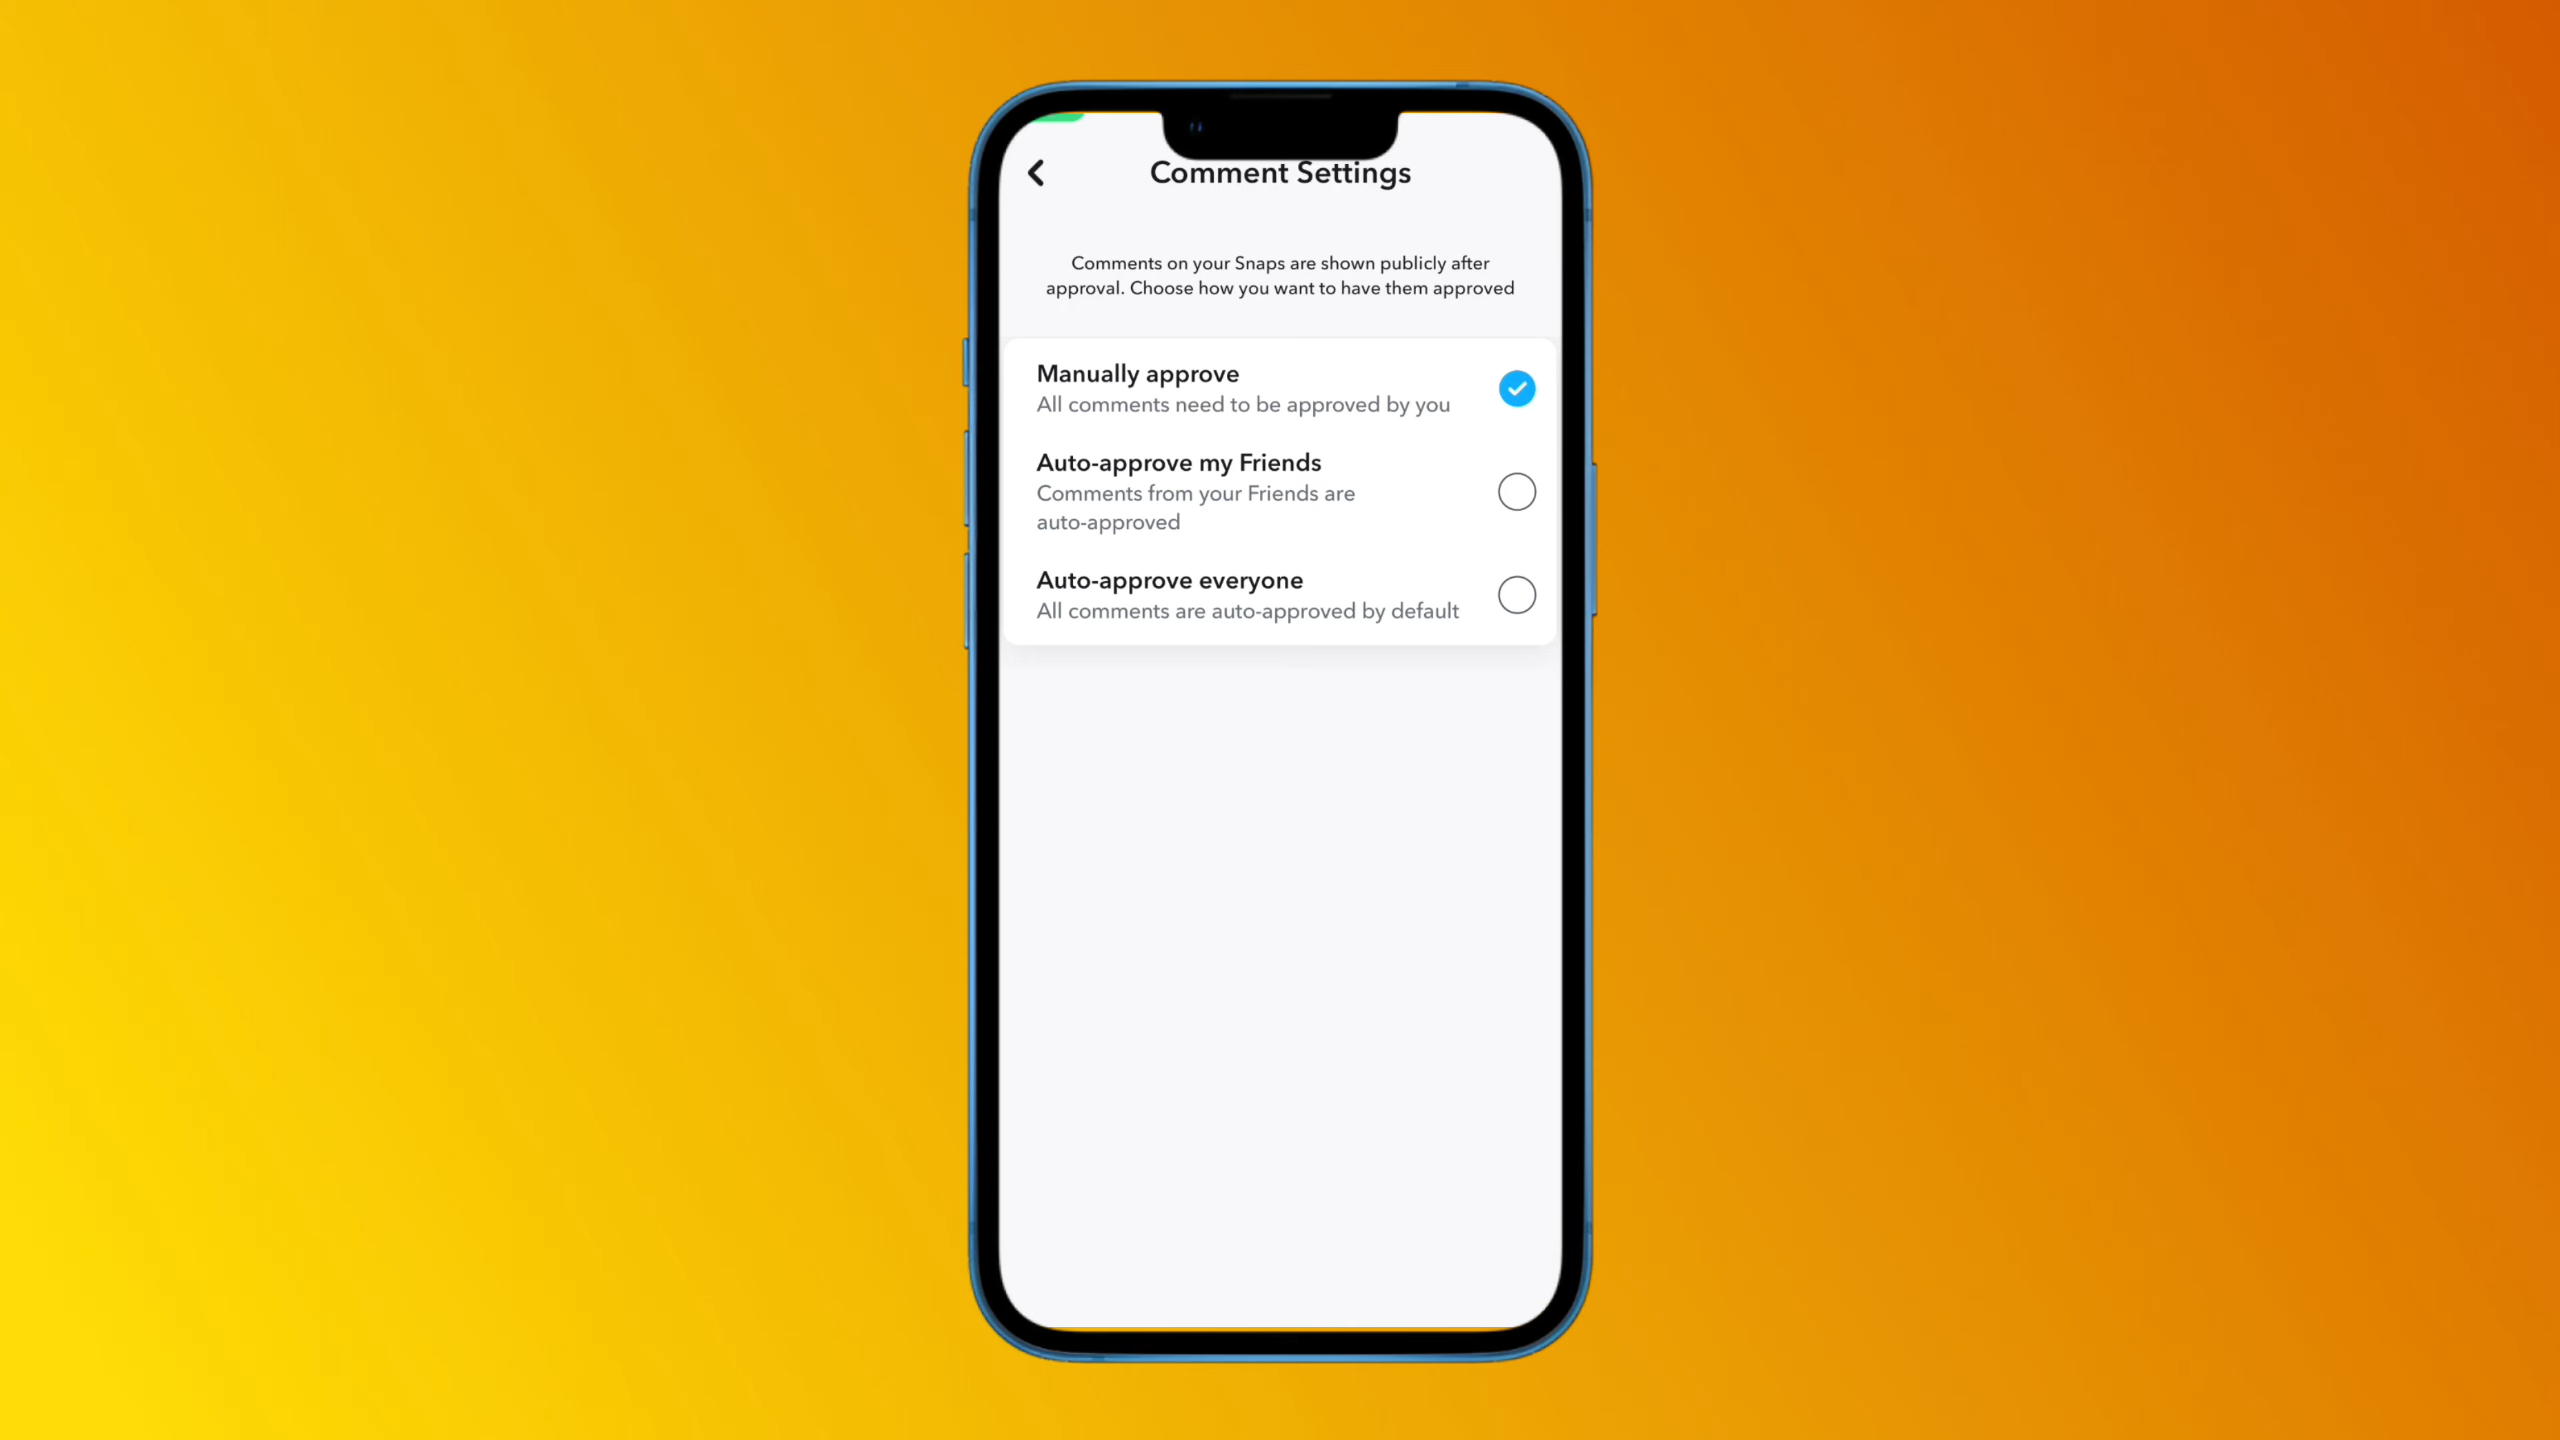 Comment Settings
Comments on your Snaps are shown publicly after
approval. Choose how you want to have them approved
Manually approve
All comments need to be approved by you
Auto-approve my Friends
Comments from your Friends are
auto-approved
Auto-approve everyone
All comments are auto-approved by default